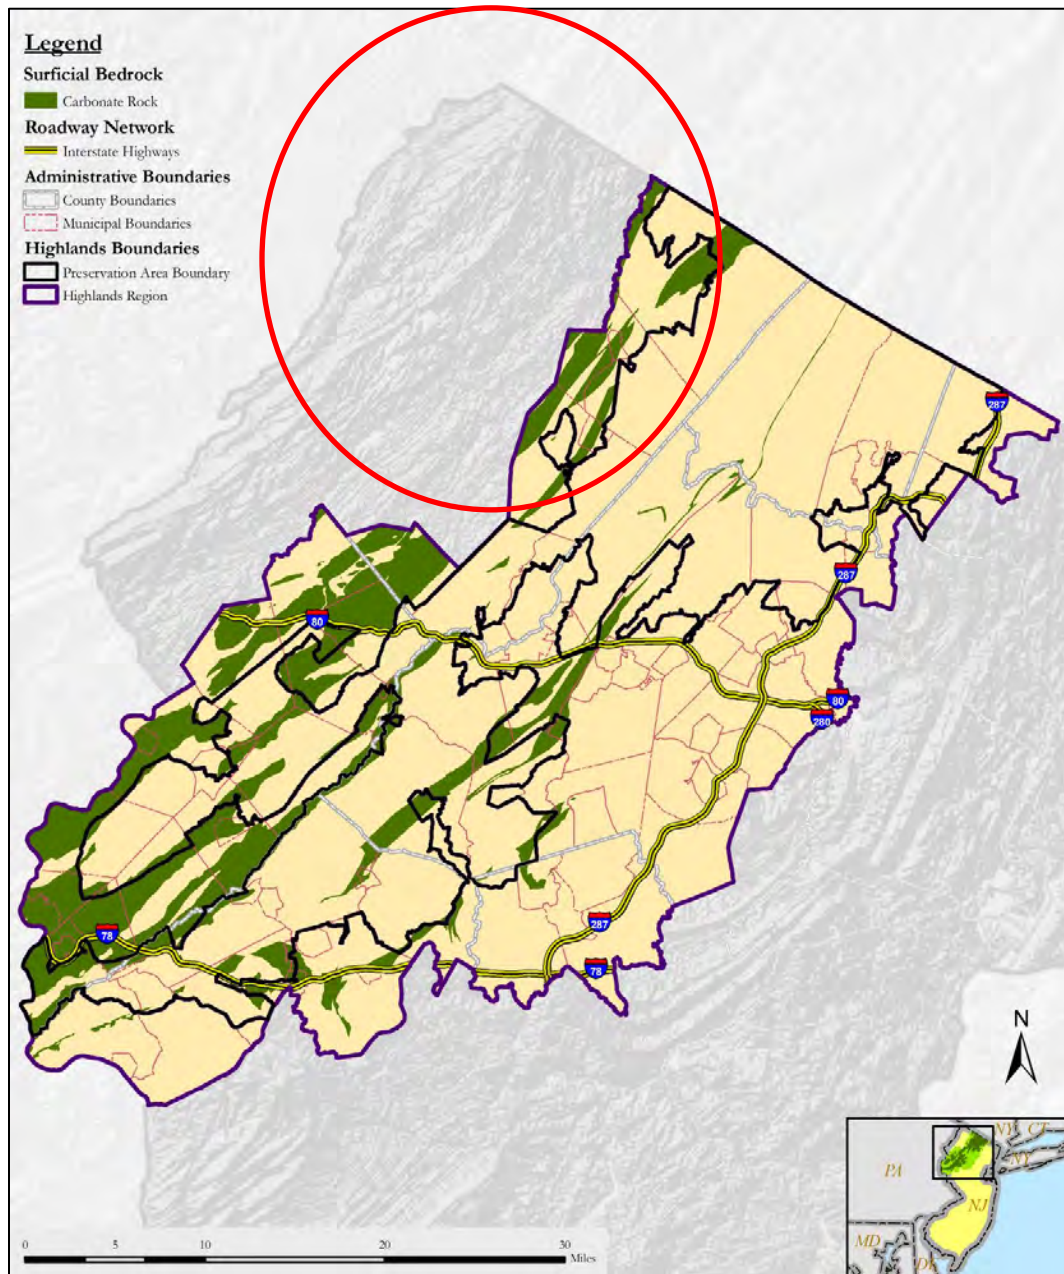 Legend
Surficial Bedrock
Carbonate Rock
Roadway Network
Interstate Highways
Administrative Boundaries
County Boundaries
Municipal Boundaries
Highlands Boundaries
Preservation Area Boundary
Highlands Region
287
287
80
80
280
78
287
78
N
NY CT
NY
PA
NJ
MD
DE
0 5 10 20 30
Miles